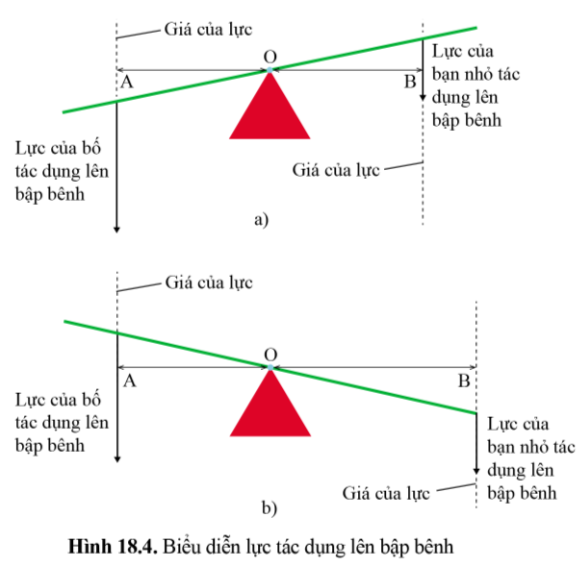 Giá của lực
O
A
B
Lực của
bạn nhỏ tác
dụng lên
bập bênh
Lực của bố
tác dụng lên
bập bênh
Giá của lực
a)
Giá của lực
O
A
B
Lực của bố
tác dụng lên
bập bênh
Lực của
bạn nhỏ tác
dụng lên
bập bênh
Giá của lực
b)
Hình 18.4. Biểu diễn lực tác dụng lên bập bênh